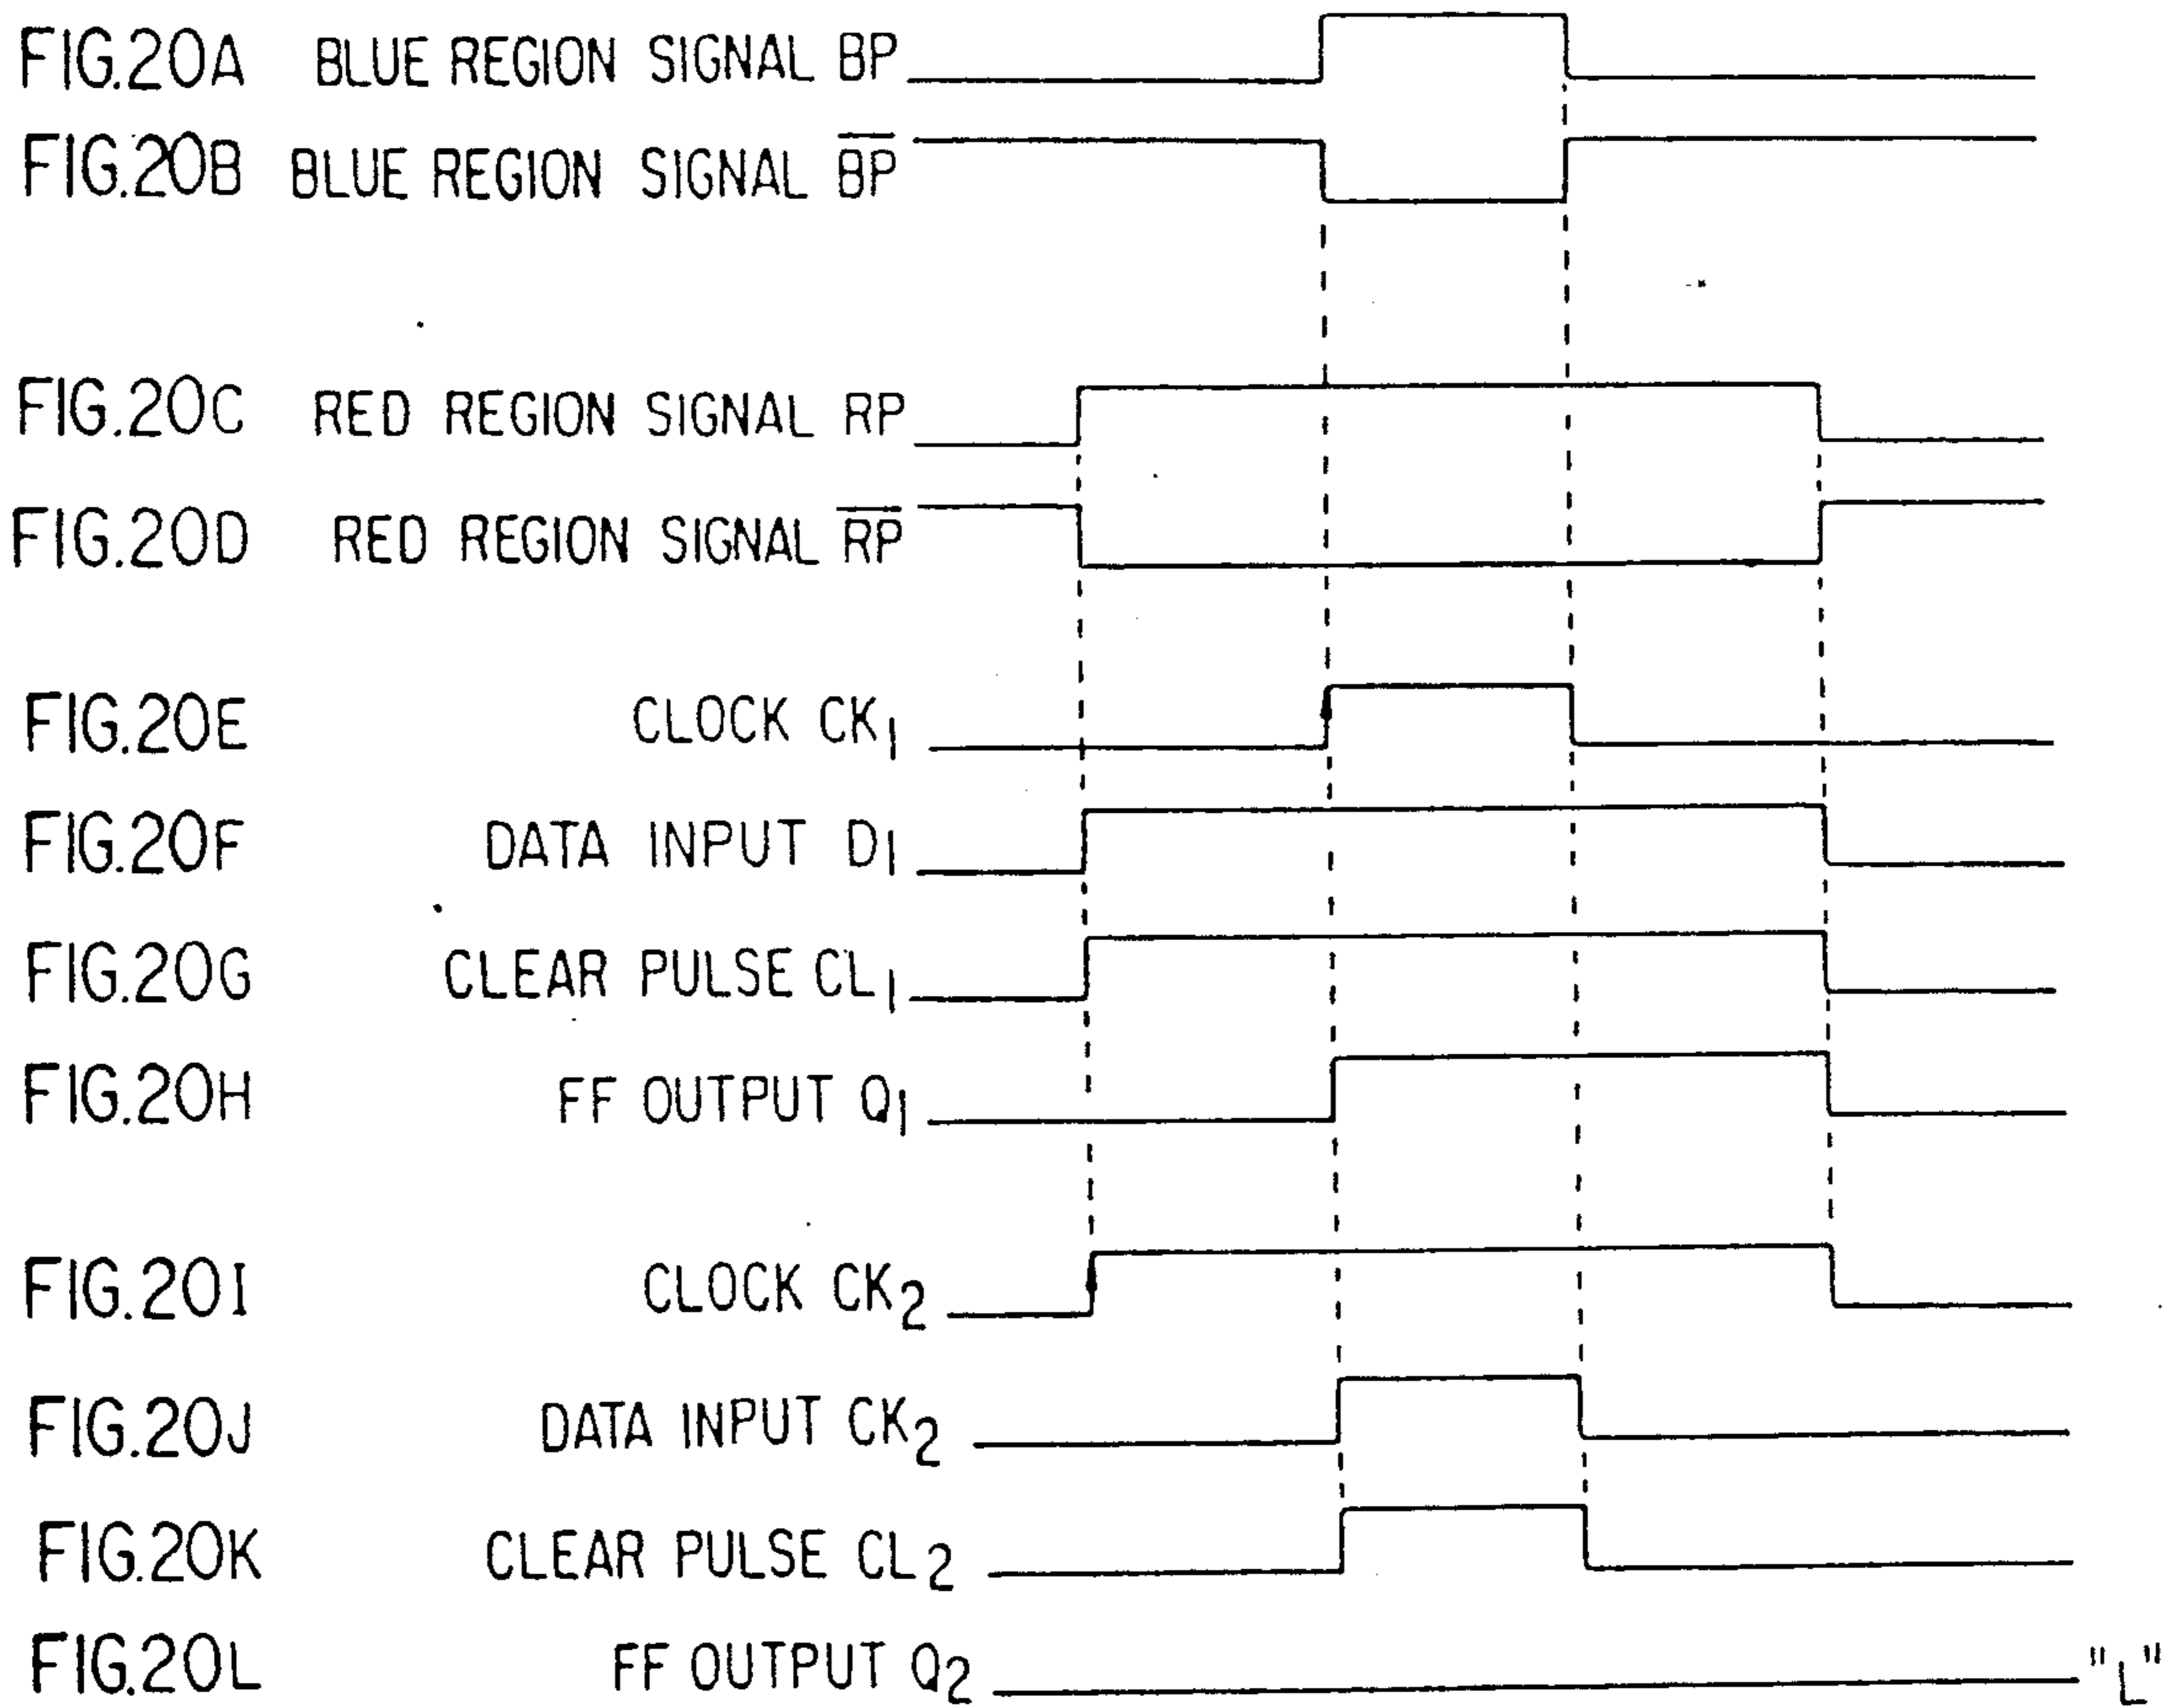 FIG.20A BLUE REGION SIGNAL BP
FIG.20B BLUE REGION SIGNAL B̅P̅
FIG.20C RED REGION SIGNAL RP
FIG.20D RED REGION SIGNAL R̅P̅
FIG.20E CLOCK CK1
FIG.20F DATA INPUT D1
FIG.20G CLEAR PULSE CL1
FIG.20H FF OUTPUT Q1
FIG.20I CLOCK CK2
FIG.20J DATA INPUT CK2
FIG.20K CLEAR PULSE CL2
FIG.20L FF OUTPUT Q2 "L"